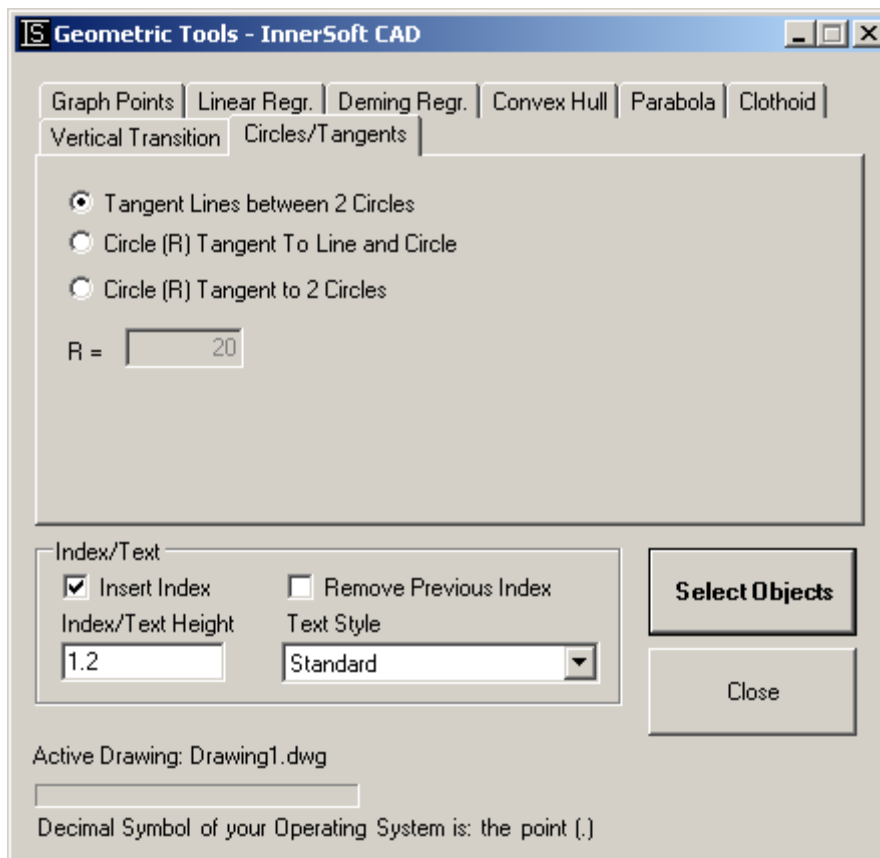 IS Geometric Tools - InnerSoft CAD
Graph Points Linear Regr. Deming Regr. Convex Hull Parabola Clothoid
Vertical Transition Circles/Tangents
Tangent Lines between 2 Circles
Circle (R) Tangent To Line and Circle
Circle (R) Tangent to 2 Circles
R = 20
Index/Text
Insert Index Remove Previous Index
Index/Text Height Text Style
1.2 Standard
Select Objects
Close
Active Drawing: Drawing1.dwg
Decimal Symbol of your Operating System is: the point (.)